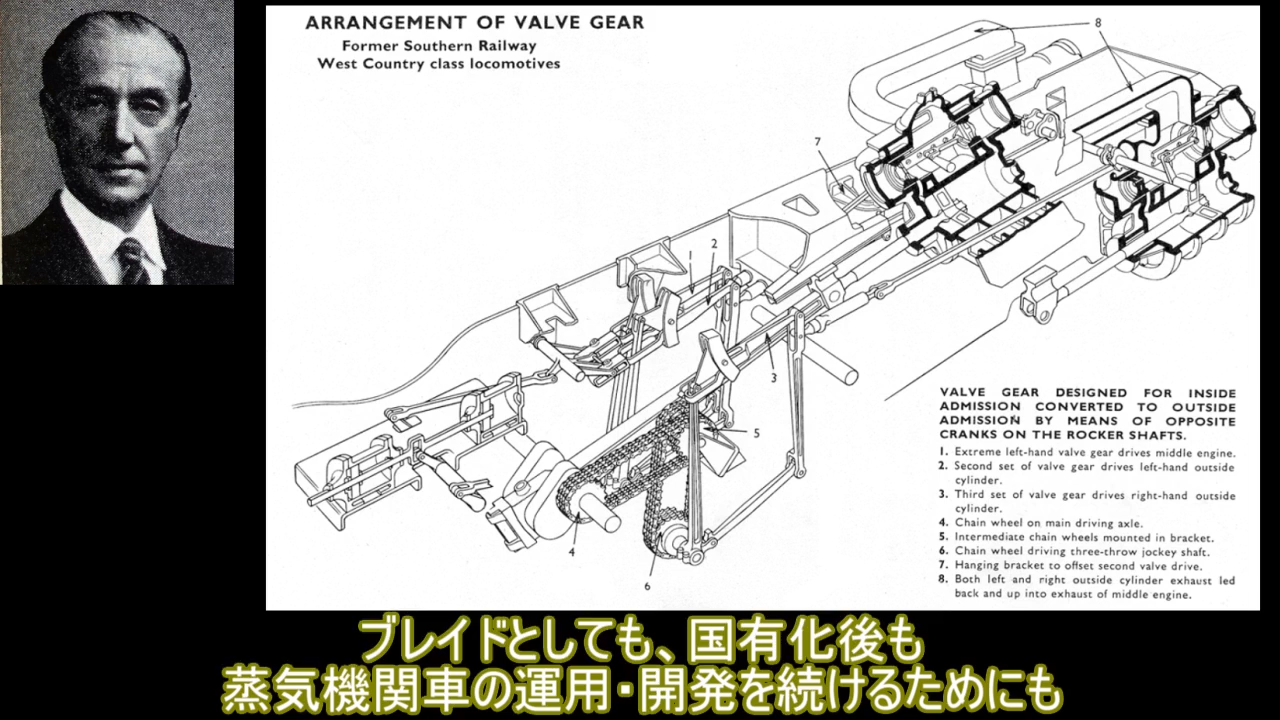 ARRANGEMENT OF VALVE GEAR
Former Southern Railway
West Country class locomotives
8
7
1
2
3
5
4
6
VALVE GEAR DESIGNED FOR INSIDE
ADMISSION CONVERTED TO OUTSIDE
ADMISSION BY MEANS OF OPPOSITE
CRANKS ON THE ROCKER SHAFTS.
1. Extreme left-hand valve gear drives middle engine.
2. Second set of valve gear drives left-hand outside
cylinder.
3. Third set of valve gear drives right-hand outside
cylinder.
4. Chain wheel on main driving axle.
5. Intermediate chain wheels mounted in bracket.
6. Chain wheel driving three-throw jockey shaft.
7. Hanging bracket to offset second valve drive.
8. Both left and right outside cylinder exhaust led
back and up into exhaust of middle engine.
ブレイドとしても、国有化後も
蒸気機関車の運用・開発を続けるためにも